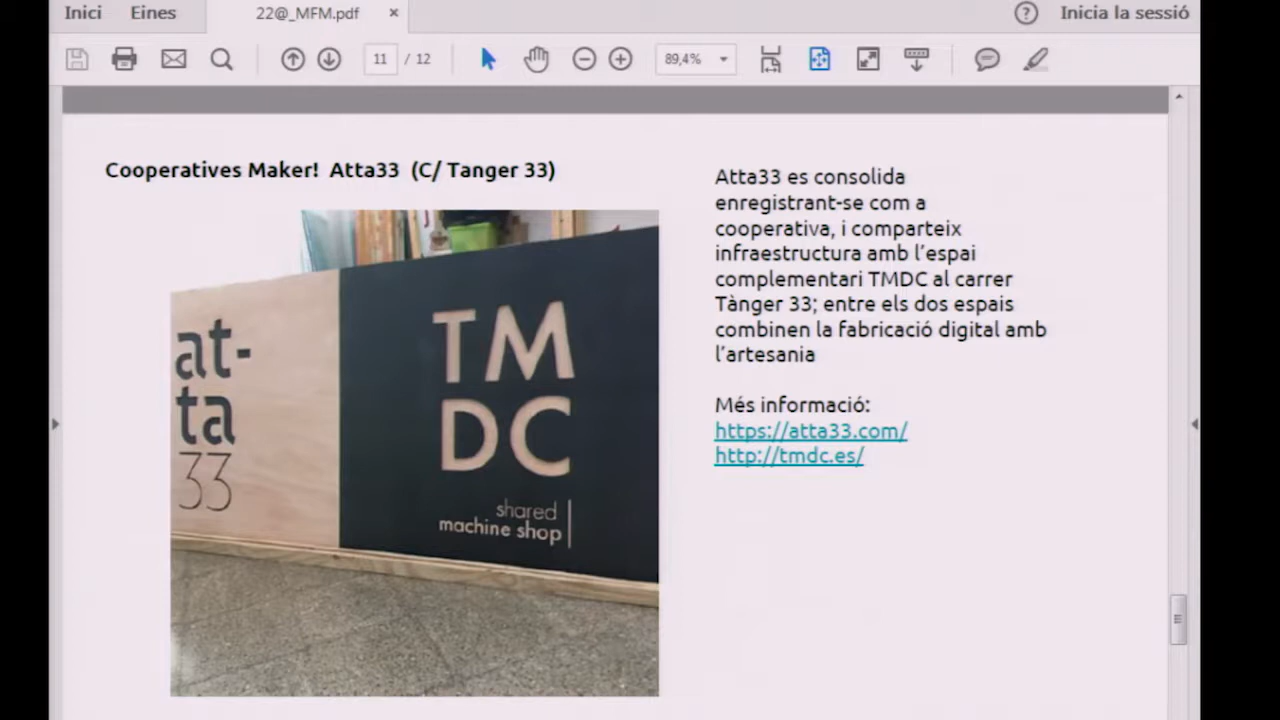 Inici
Eines
22@_MFM.pdf
×
?
Inicia la sessió
11 / 12
89,4%
Cooperatives Maker! Atta33 (C/ Tanger 33)
at-
ta
33
TM
DC
shared
machine shop
Atta33 es consolida
enregistrant-se com a
cooperativa, i comparteix
infraestructura amb l’espai
complementari TMDC al carrer
Tànger 33; entre els dos espais
combinen la fabricació digital amb
l’artesania
Més informació:
https://atta33.com/
http://tmdc.es/